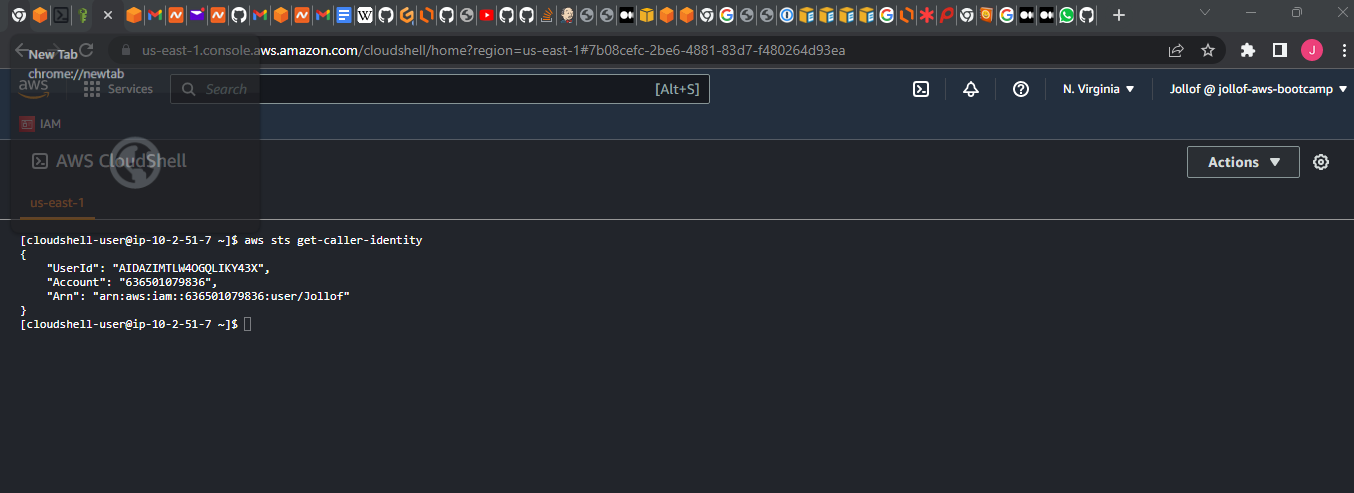 New Tab
chrome://newtab
us-east-1.console.aws.amazon.com/cloudshell/home?region=us-east-1#7b08cefc-2be6-4881-83d7-f480264d93ea
J
aws
Services
Search
[Alt+S]
N. Virginia
Jollof @ jollof-aws-bootcamp
IAM
AWS CloudShell
Actions
us-east-1
[cloudshell-user@ip-10-2-51-7 ~]$ aws sts get-caller-identity
{
    "UserId": "AIDAZIMTLW4OGQLIKY43X",
    "Account": "636501079836",
    "Arn": "arn:aws:iam::636501079836:user/Jollof"
}
[cloudshell-user@ip-10-2-51-7 ~]$